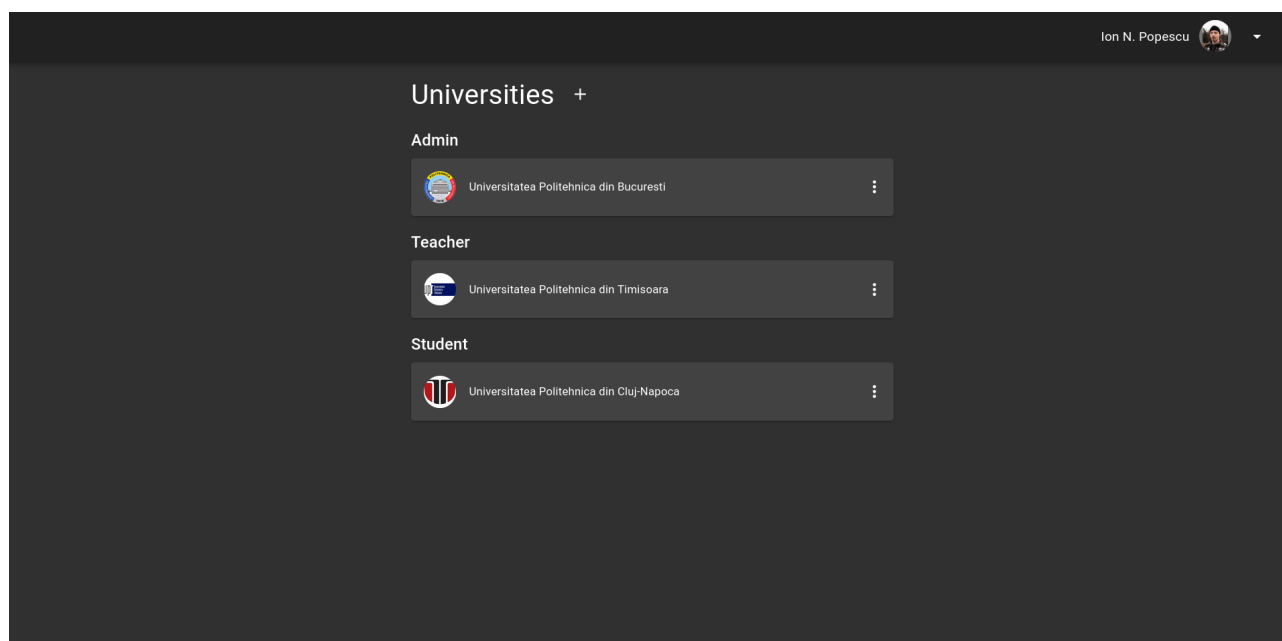 Ion N. Popescu
Universities +
Admin
Universitatea Politehnica din Bucuresti
Teacher
Universitatea Politehnica din Timisoara
Student
Universitatea Politehnica din Cluj-Napoca